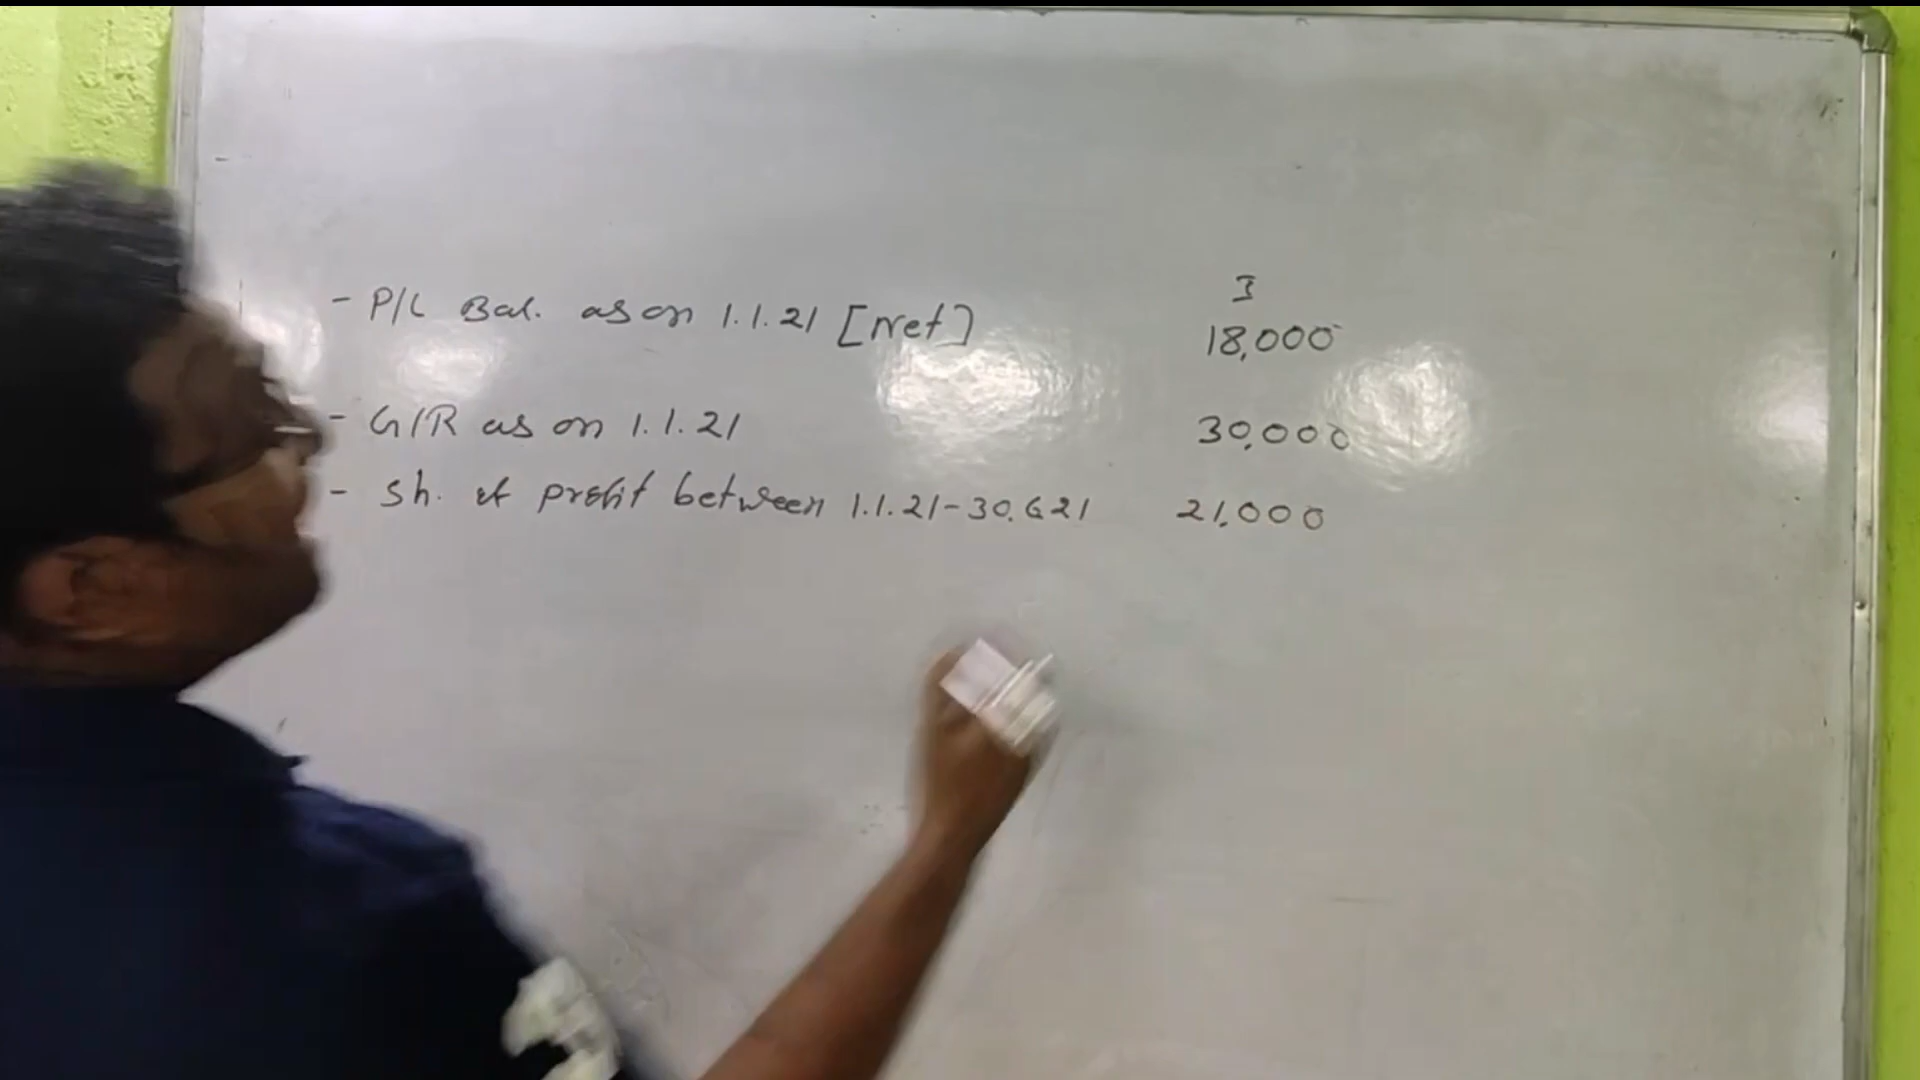 ₹
- P/L Bal. as on 1.1.21 [Net] 18,000
- G/R as on 1.1.21 30,000
- Sh. of profit between 1.1.21-30.6.21 21,000